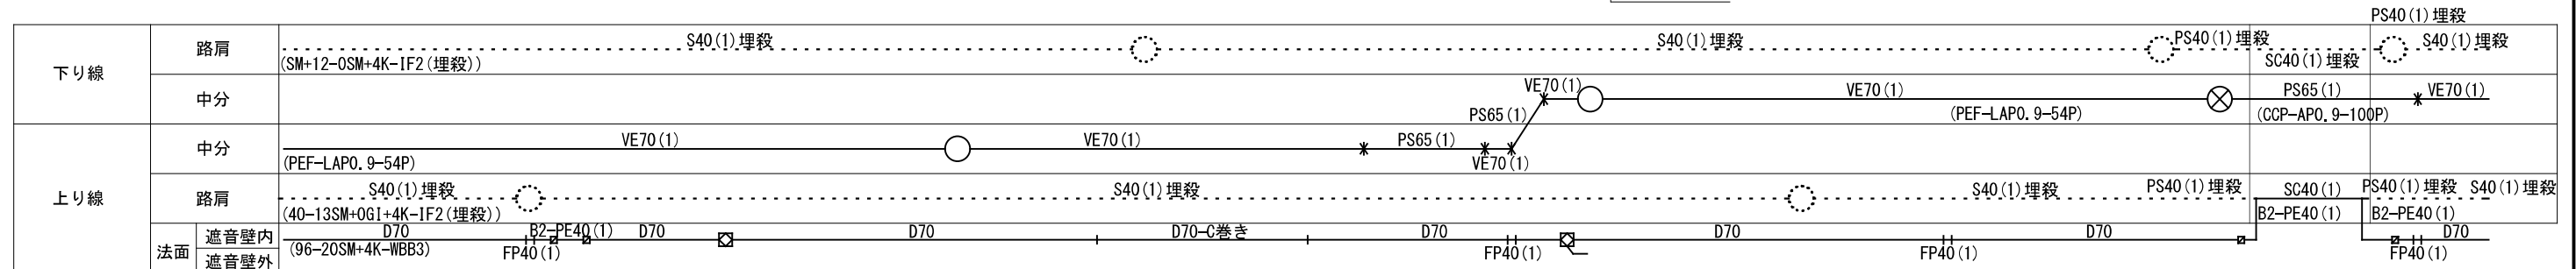 PS40(1)埋殺
下り線
路肩
S40(1)埋殺
S40(1)埋殺
PS40(1)埋殺
S40(1)埋殺
(SM+12-0SM+4K-IF2(埋殺))
SC40(1)埋殺
中分
VE70(1)
VE70(1)
PS65(1)
VE70(1)
PS65(1)
(PEF-LAP0.9-54P)
(CCP-AP0.9-100P)
上り線
中分
VE70(1)
VE70(1)
PS65(1)
VE70(1)
(PEF-LAP0.9-54P)
路肩
S40(1)埋殺
S40(1)埋殺
S40(1)埋殺
PS40(1)埋殺
SC40(1)
PS40(1)埋殺
S40(1)埋殺
(40-13SM+0GI+4K-IF2(埋殺))
B2-PE40(1)
B2-PE40(1)
法面
遮音壁内
D70
B2-PE40(1)
D70
D70
D70-C巻き
D70
D70
D70
D70
(96-20SM+4K-WBB3)
FP40(1)
FP40(1)
FP40(1)
FP40(1)
遮音壁外